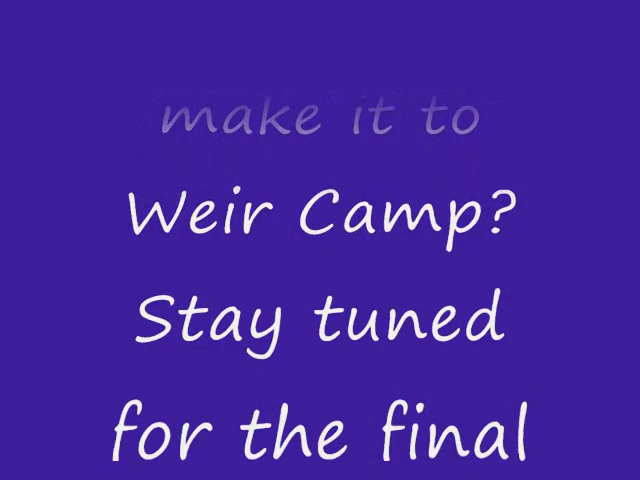 make it to
Weir Camp?
Stay tuned
for the final